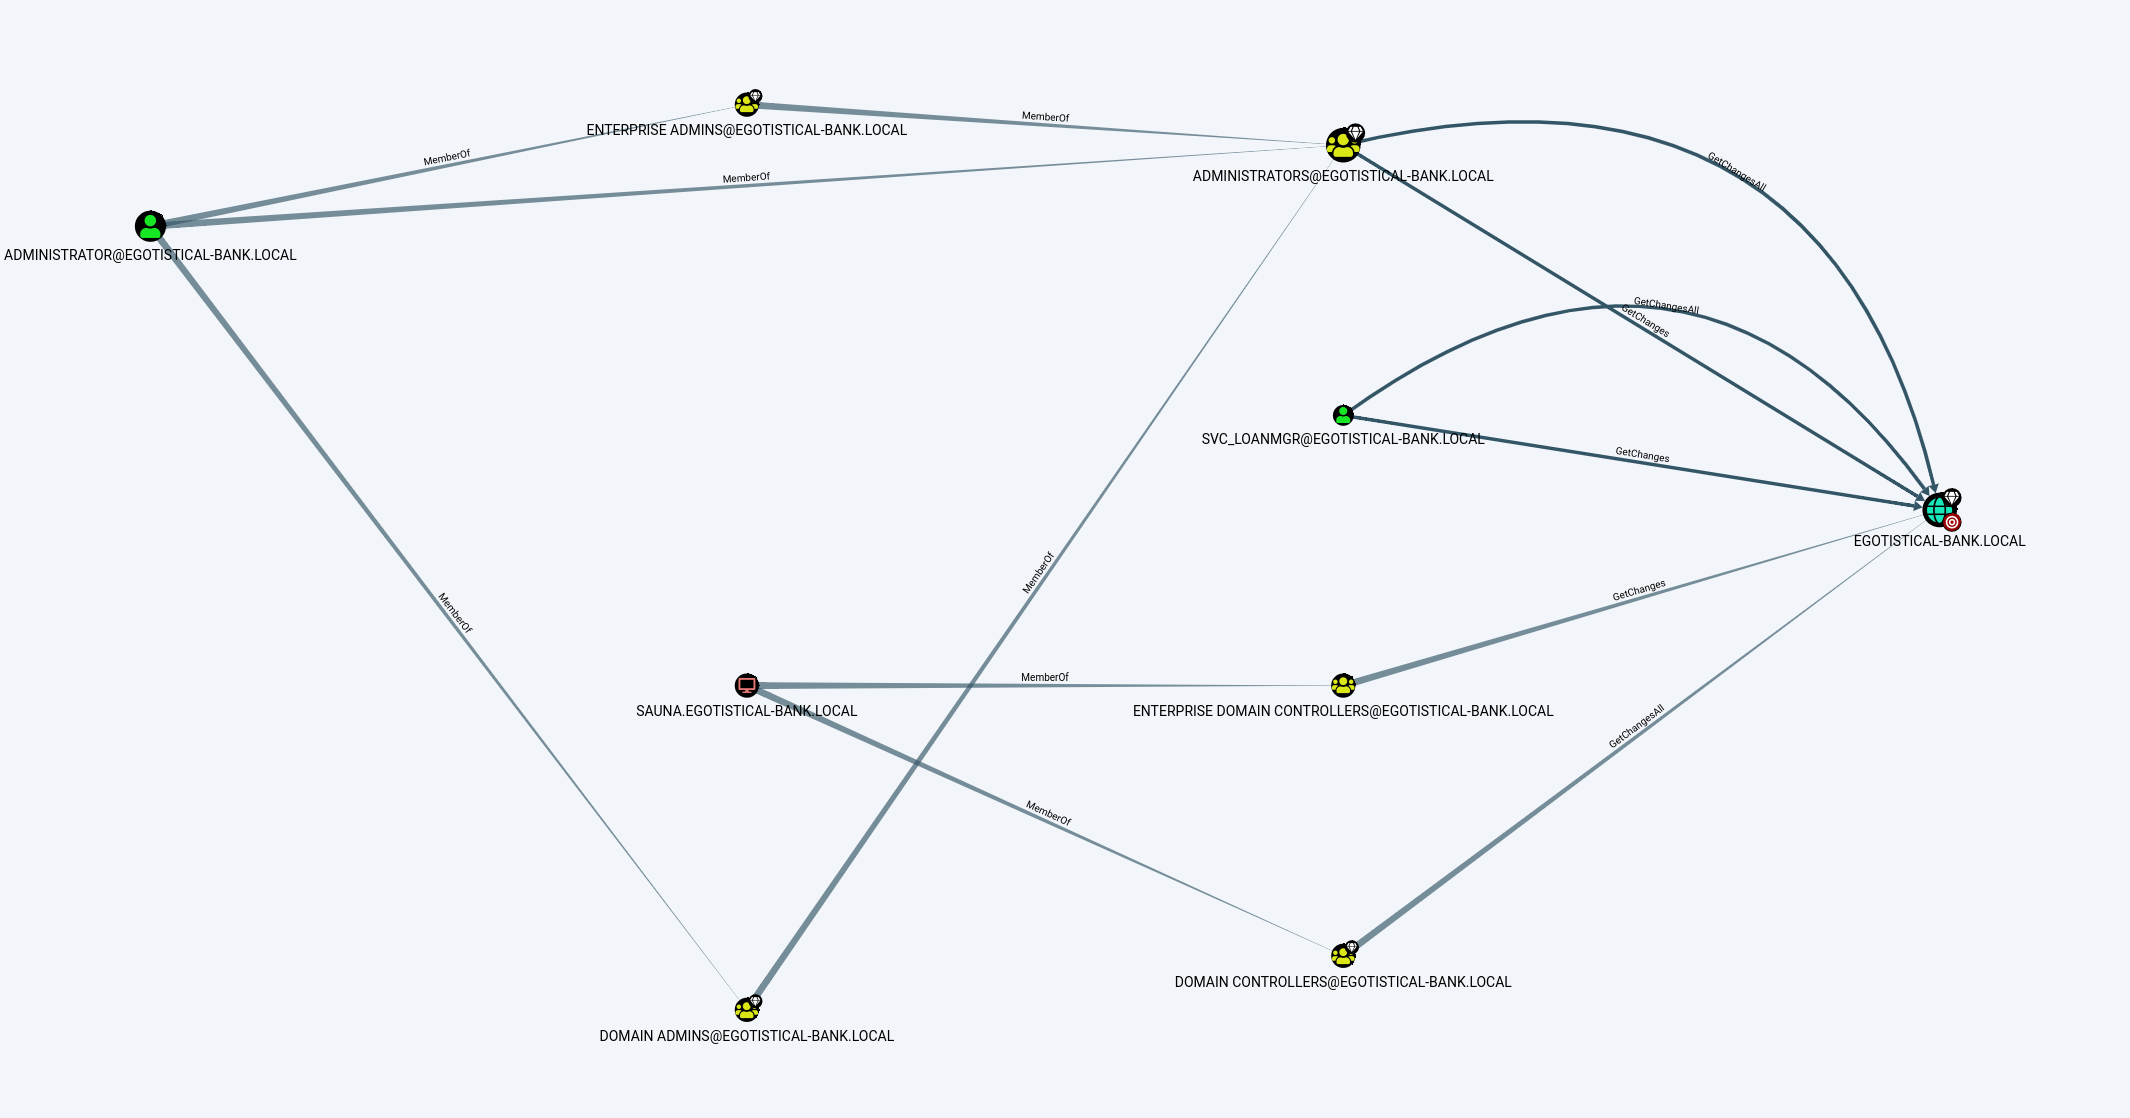 ENTERPRISE ADMINS@EGOTISTICAL-BANK.LOCAL
MemberOf
MemberOf
MemberOf
ADMINISTRATORS@EGOTISTICAL-BANK.LOCAL
GetChangesAll
ADMINISTRATOR@EGOTISTICAL-BANK.LOCAL
GetChangesAll
GetChanges
SVC_LOANMGR@EGOTISTICAL-BANK.LOCAL
GetChanges
EGOTISTICAL-BANK.LOCAL
MemberOf
GetChanges
MemberOf
MemberOf
SAUNA.EGOTISTICAL-BANK.LOCAL
ENTERPRISE DOMAIN CONTROLLERS@EGOTISTICAL-BANK.LOCAL
GetChangesAll
MemberOf
DOMAIN CONTROLLERS@EGOTISTICAL-BANK.LOCAL
DOMAIN ADMINS@EGOTISTICAL-BANK.LOCAL